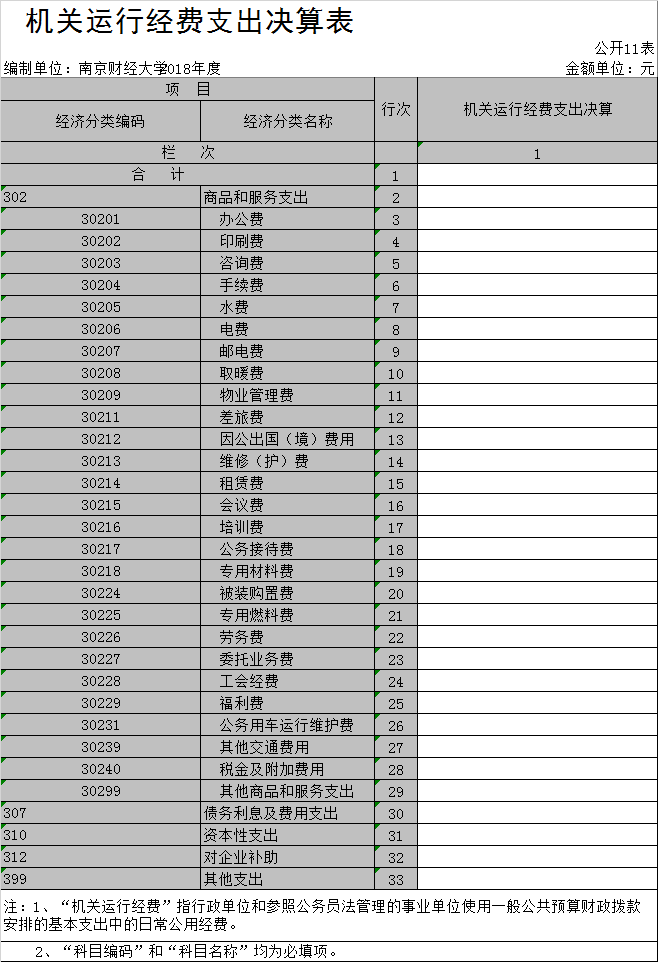 机关运行经费支出决算表
公开11表
编制单位：南京财经大学2018年度 金额单位：元
项 目 行次 机关运行经费支出决算
经济分类编码 经济分类名称
栏 次 1
合 计 1
302 商品和服务支出 2
30201 办公费 3
30202 印刷费 4
30203 咨询费 5
30204 手续费 6
30205 水费 7
30206 电费 8
30207 邮电费 9
30208 取暖费 10
30209 物业管理费 11
30211 差旅费 12
30212 因公出国（境）费用 13
30213 维修（护）费 14
30214 租赁费 15
30215 会议费 16
30216 培训费 17
30217 公务接待费 18
30218 专用材料费 19
30224 被装购置费 20
30225 专用燃料费 21
30226 劳务费 22
30227 委托业务费 23
30228 工会经费 24
30229 福利费 25
30231 公务用车运行维护费 26
30239 其他交通费用 27
30240 税金及附加费用 28
30299 其他商品和服务支出 29
307 债务利息及费用支出 30
310 资本性支出 31
312 对企业补助 32
399 其他支出 33
注：1、“机关运行经费”指行政单位和参照公务员法管理的事业单位使用一般公共预算财政拨款
安排的基本支出中的日常公用经费。
2、“科目编码”和“科目名称”均为必填项。